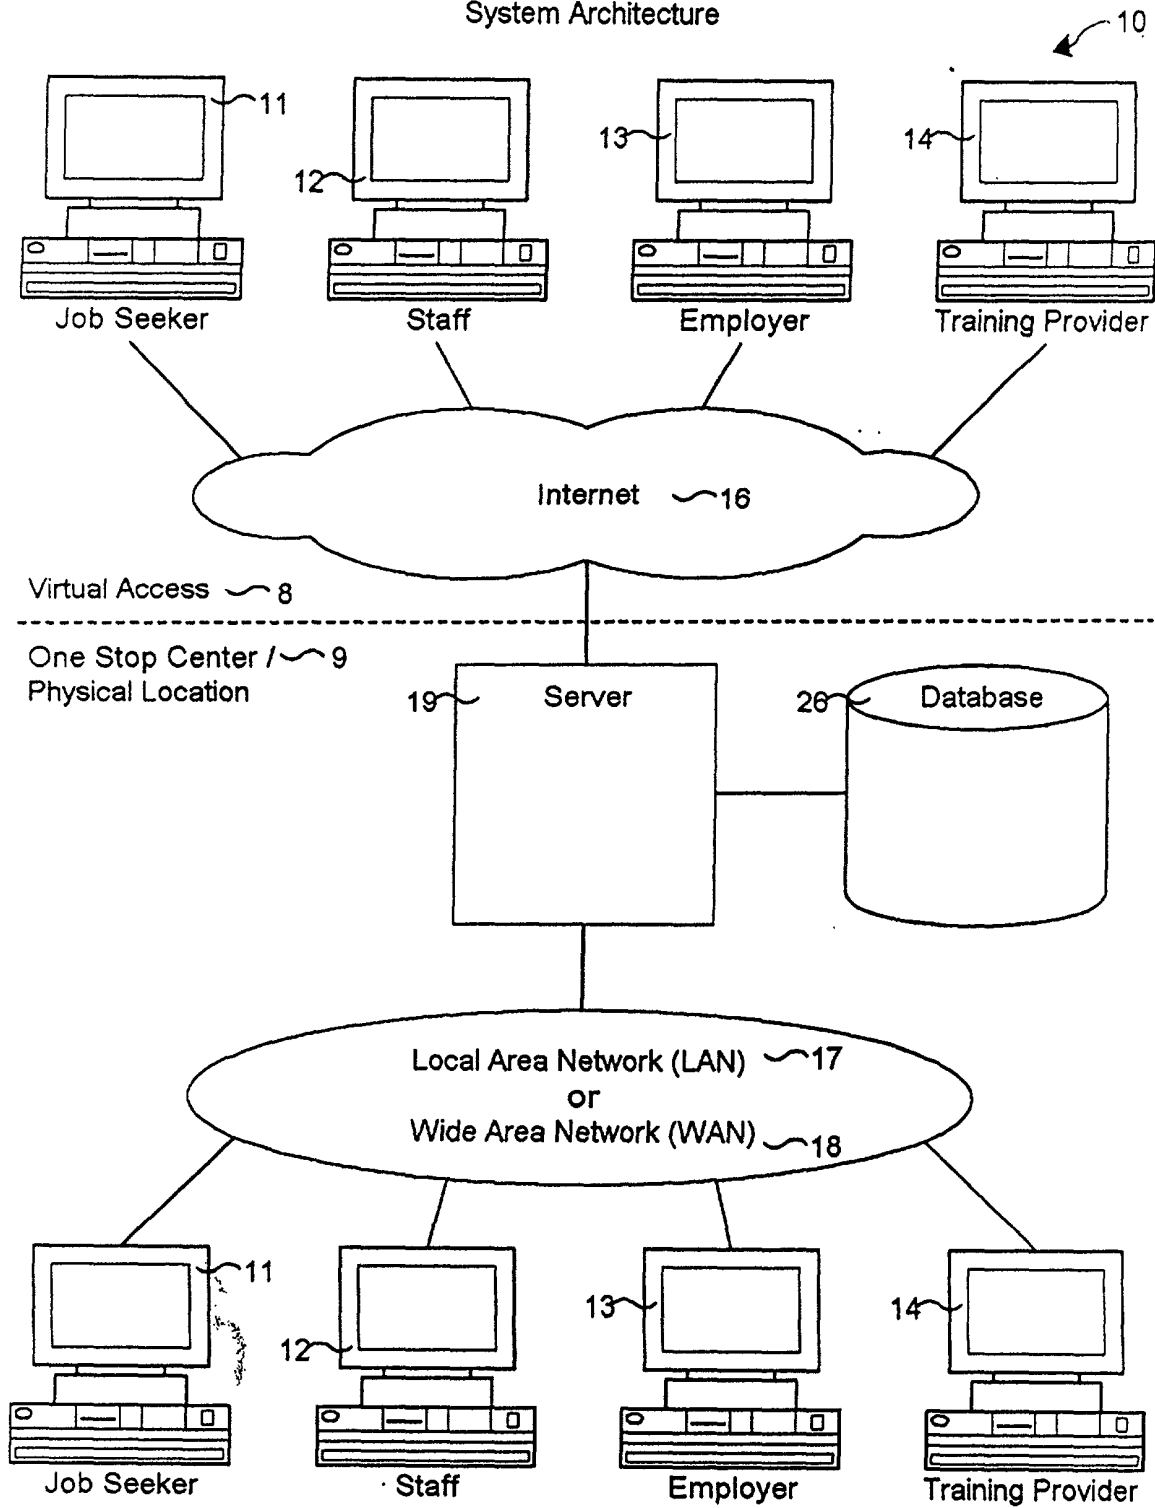 System Architecture
10
11
12
13
14
Job Seeker
Staff
Employer
Training Provider
Internet 16
Virtual Access 8
One Stop Center / 9
Physical Location
19 Server
26 Database
Local Area Network (LAN) 17
or
Wide Area Network (WAN) 18
11
12
13
14
Job Seeker
Staff
Employer
Training Provider